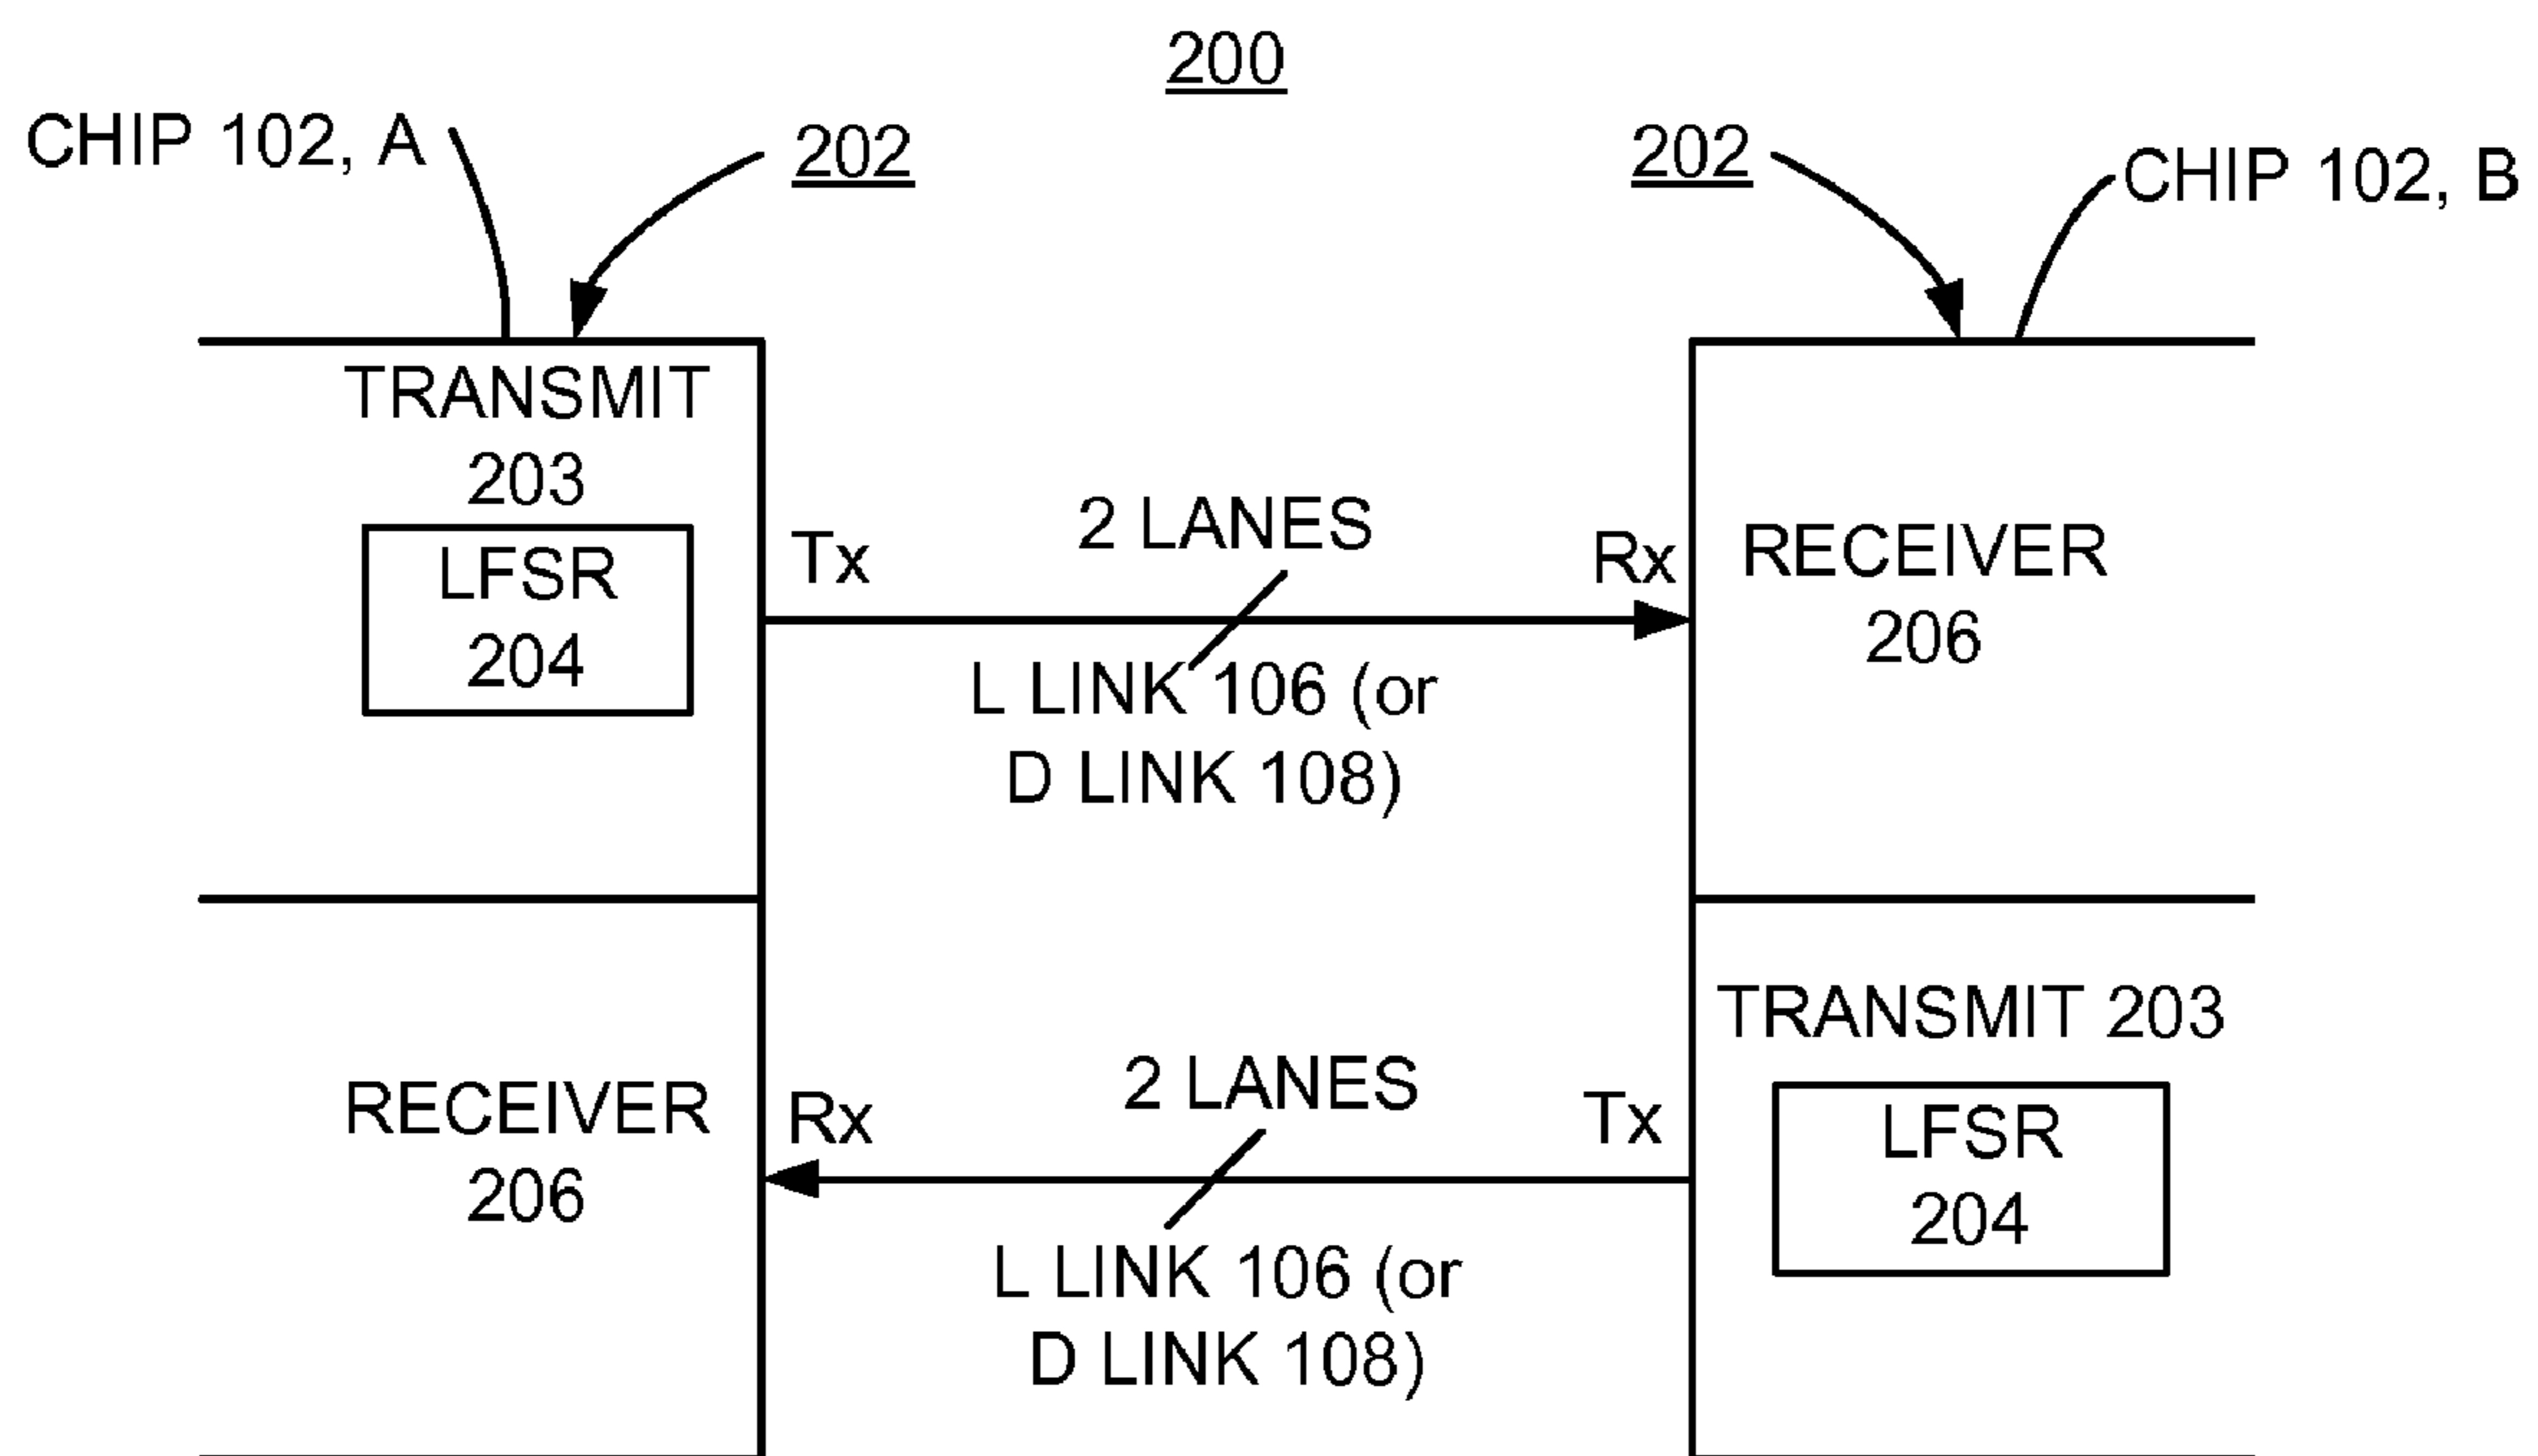 200
CHIP 102, A
202
202
CHIP 102, B
TRANSMIT
203
LFSR
204
Tx
2 LANES
Rx
L LINK 106 (or
D LINK 108)
RECEIVER
206
RECEIVER
206
Rx
2 LANES
Tx
L LINK 106 (or
D LINK 108)
TRANSMIT 203
LFSR
204